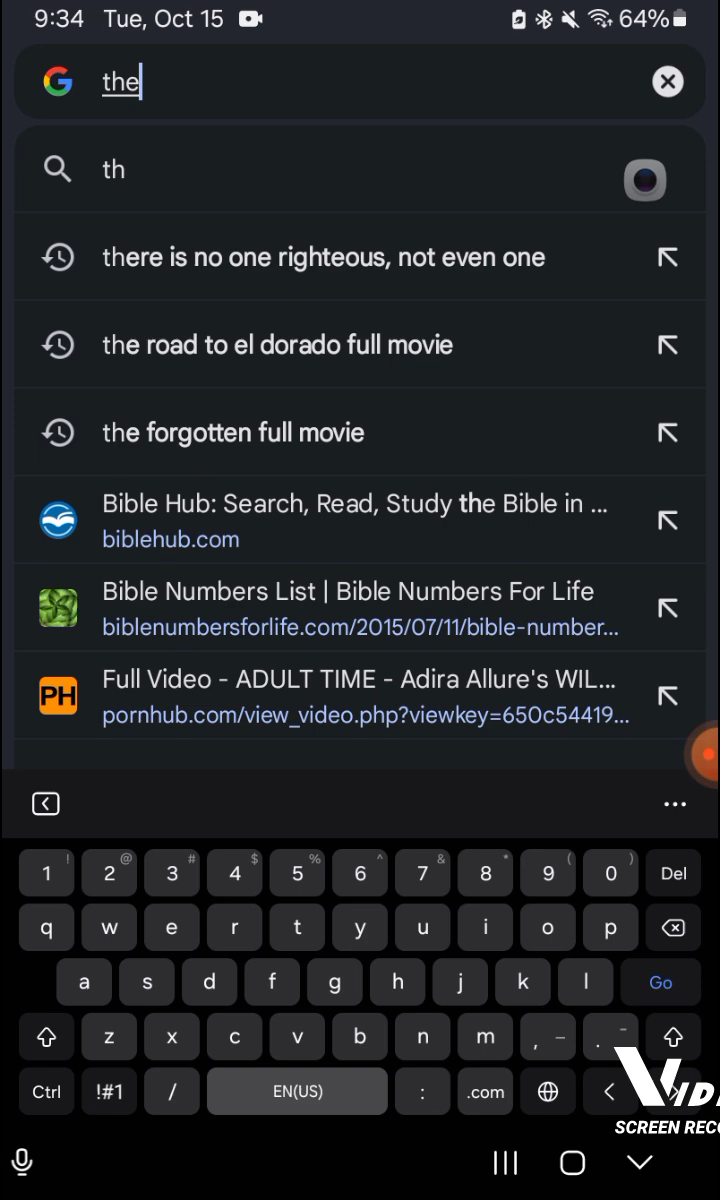 9:34 Tue, Oct 15 64%
the
th
there is no one righteous, not even one
the road to el dorado full movie
the forgotten full movie
Bible Hub: Search, Read, Study the Bible in ...
biblehub.com
Bible Numbers List | Bible Numbers For Life
biblenumbersforlife.com/2015/07/11/bible-number...
PH
Full Video - ADULT TIME - Adira Allure's WIL...
pornhub.com/view_video.php?viewkey=650c54419...
! @ # $ % ^ & * ( )
1 2 3 4 5 6 7 8 9 0 Del
q w e r t y u i o p
a s d f g h j k l Go
z x c v b n m , – . -
Ctrl !#1 / EN(US) : .com < >
VID
SCREEN RECO